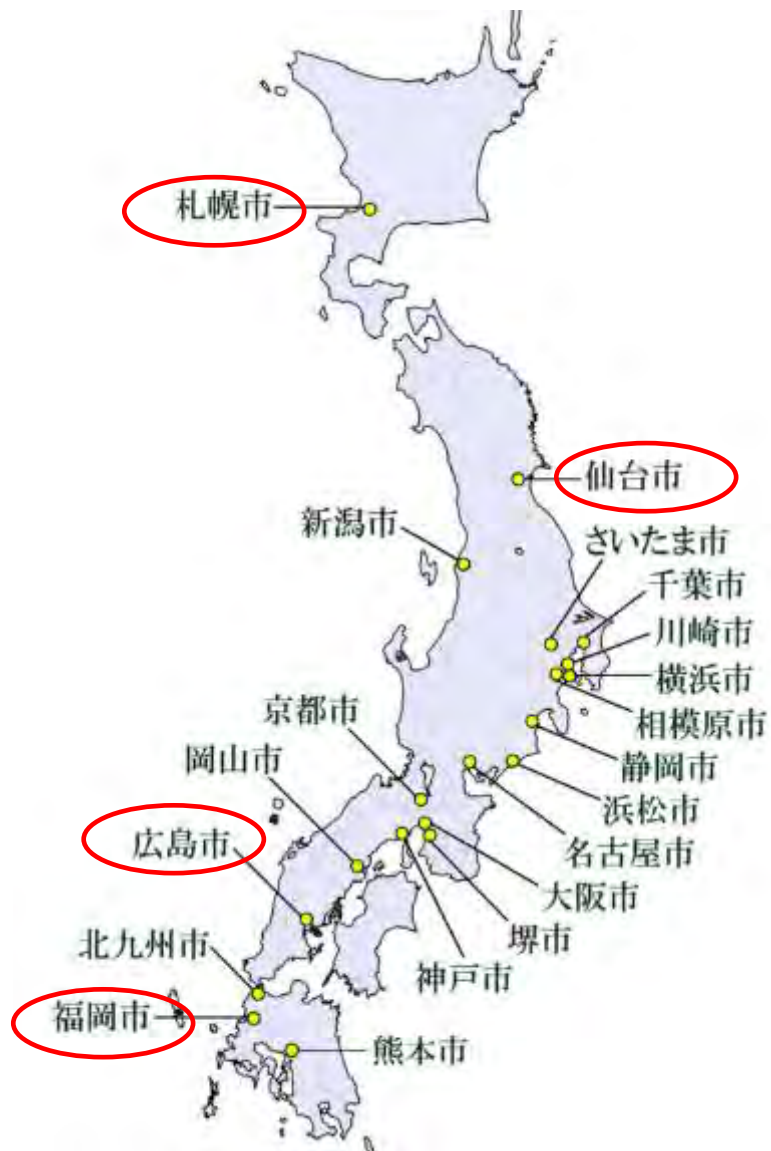 札幌市
仙台市
新潟市
さいたま市
千葉市
川崎市
横浜市
京都市
相模原市
静岡市
岡山市
浜松市
広島市
名古屋市
大阪市
堺市
北九州市
神戸市
福岡市
熊本市